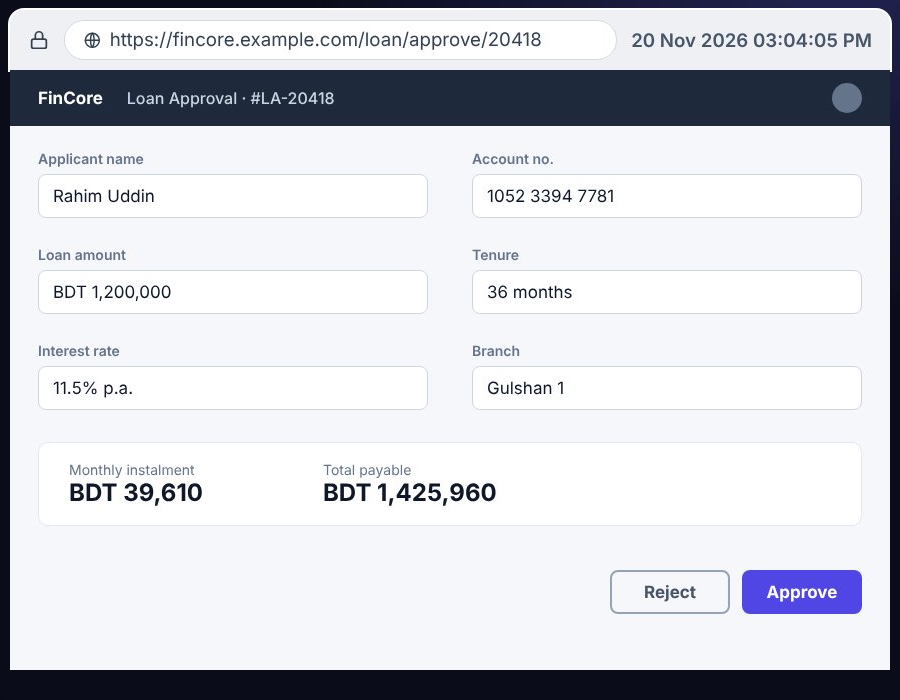 https://fincore.example.com/loan/approve/20418 20 Nov 2026 03:04:05 PM
FinCore Loan Approval · #LA-20418
Applicant name Account no.
Rahim Uddin 1052 3394 7781
Loan amount Tenure
BDT 1,200,000 36 months
Interest rate Branch
11.5% p.a. Gulshan 1
Monthly instalment Total payable
BDT 39,610 BDT 1,425,960
Reject Approve